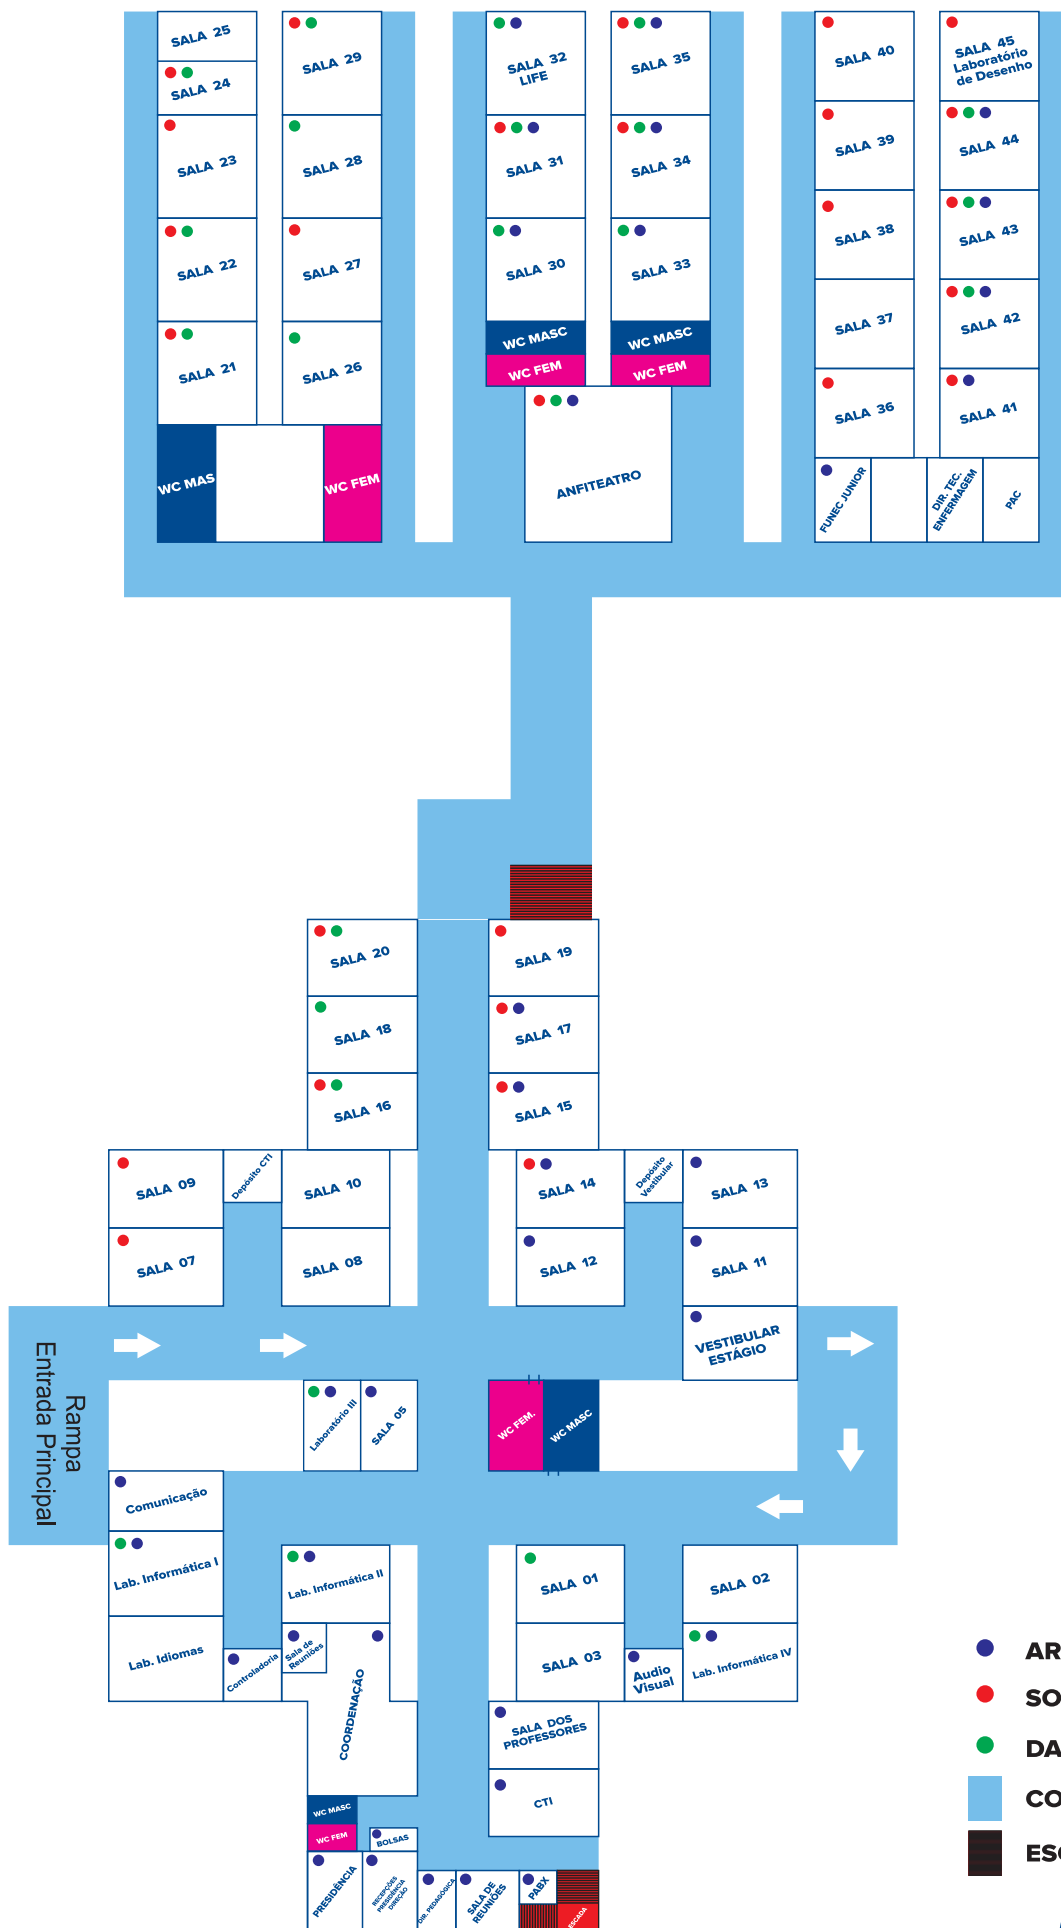 SALA 25
SALA 24
SALA 23
SALA 22
SALA 21
WC MAS
SALA 29
SALA 28
SALA 27
SALA 26
WC FEM
SALA 32
LIFE
SALA 31
SALA 30
WC MASC
WC FEM
SALA 35
SALA 34
SALA 33
WC MASC
WC FEM
ANFITEATRO
SALA 40
SALA 39
SALA 38
SALA 37
SALA 36
SALA 45
Laboratório
de Desenho
SALA 44
SALA 43
SALA 42
SALA 41
FUNEC JUNIOR
DIR. TEC.
ENFERMAGEM
PAC
SALA 20
SALA 18
SALA 16
SALA 19
SALA 17
SALA 15
SALA 09
Depósito CTI
SALA 10
SALA 07
SALA 08
SALA 14
Depósito
Vestibular
SALA 13
SALA 12
SALA 11
VESTIBULAR
ESTÁGIO
Rampa
Entrada Principal
Laboratório III
SALA 05
WC FEM.
WC MASC
Comunicação
Lab. Informática I
Lab. Idiomas
Controladoria
Lab. Informática II
Sala de
Reuniões
COORDENAÇÃO
SALA 01
SALA 02
SALA 03
Audio
Visual
Lab. Informática IV
SALA DOS
PROFESSORES
CTI
WC MASC
WC FEM
BOLSAS
PRESIDÊNCIA
RECEPÇÕES
PRESIDÊNCIA
DIREÇÃO
DIR. PEDAGÓGICA
SALA DE
REUNIÕES
PABX
ESCADA
AR
SO
DA
CO
ESC